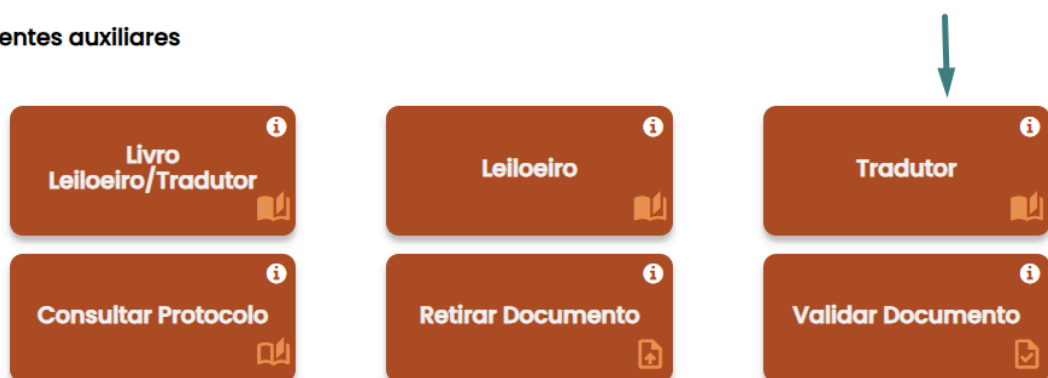 entes auxiliares
Livro
Leiloeiro/Tradutor
Leiloeiro
Tradutor
Consultar Protocolo
Retirar Documento
Validar Documento